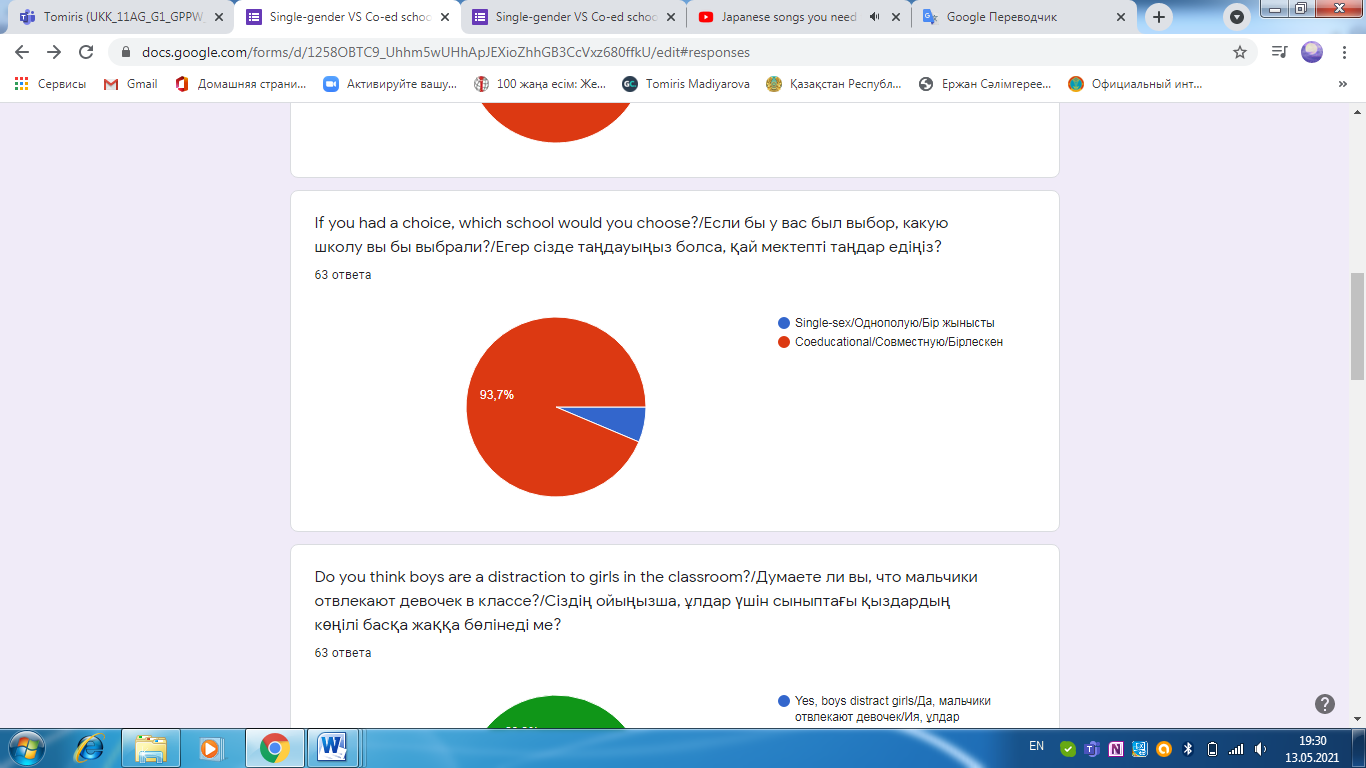 Tomiris (UKK_11AG_G1_GPPW_
Single-gender VS Co-ed schoo
Single-gender VS Co-ed schoo
Japanese songs you need
Google Переводчик
docs.google.com/forms/d/1258OBTC9_Uhhm5wUHhApJEXioZhhGB3CcVxz680ffkU/edit#responses
Сервисы
Gmail
Домашняя страни...
Активируйте вашу...
100 жаңа есім: Же...
Tomiris Madiyarova
Қазақстан Республ...
Ержан Сәлімгерее...
Официальный инт...
»
If you had a choice, which school would you choose?/Если бы у вас был выбор, какую
школу вы бы выбрали?/Егер сізде таңдауыңыз болса, қай мектепті таңдар едіңіз?
63 ответа
93,7%
Single-sex/Однополую/Бір жынысты
Coeducational/Совместную/Бірлескен
Do you think boys are a distraction to girls in the classroom?/Думаете ли вы, что мальчики
отвлекают девочек в классе?/Сіздің ойыңызша, ұлдар үшін сыныптағы қыздардың
көңілі басқа жаққа бөлінеді ме?
63 ответа
Yes, boys distract girls/Да, мальчики
отвлекают девочек/Ия, ұлдар
EN
19:30
13.05.2021